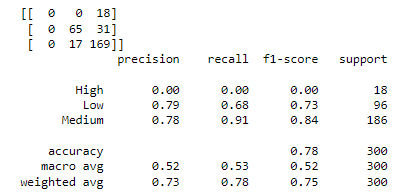 [[ 0 0 18]
[ 0 65 31]
[ 0 17 169]]
precision recall f1-score support
High 0.00 0.00 0.00 18
Low 0.79 0.68 0.73 96
Medium 0.78 0.91 0.84 186
accuracy 0.78 300
macro avg 0.52 0.53 0.52 300
weighted avg 0.73 0.78 0.75 300